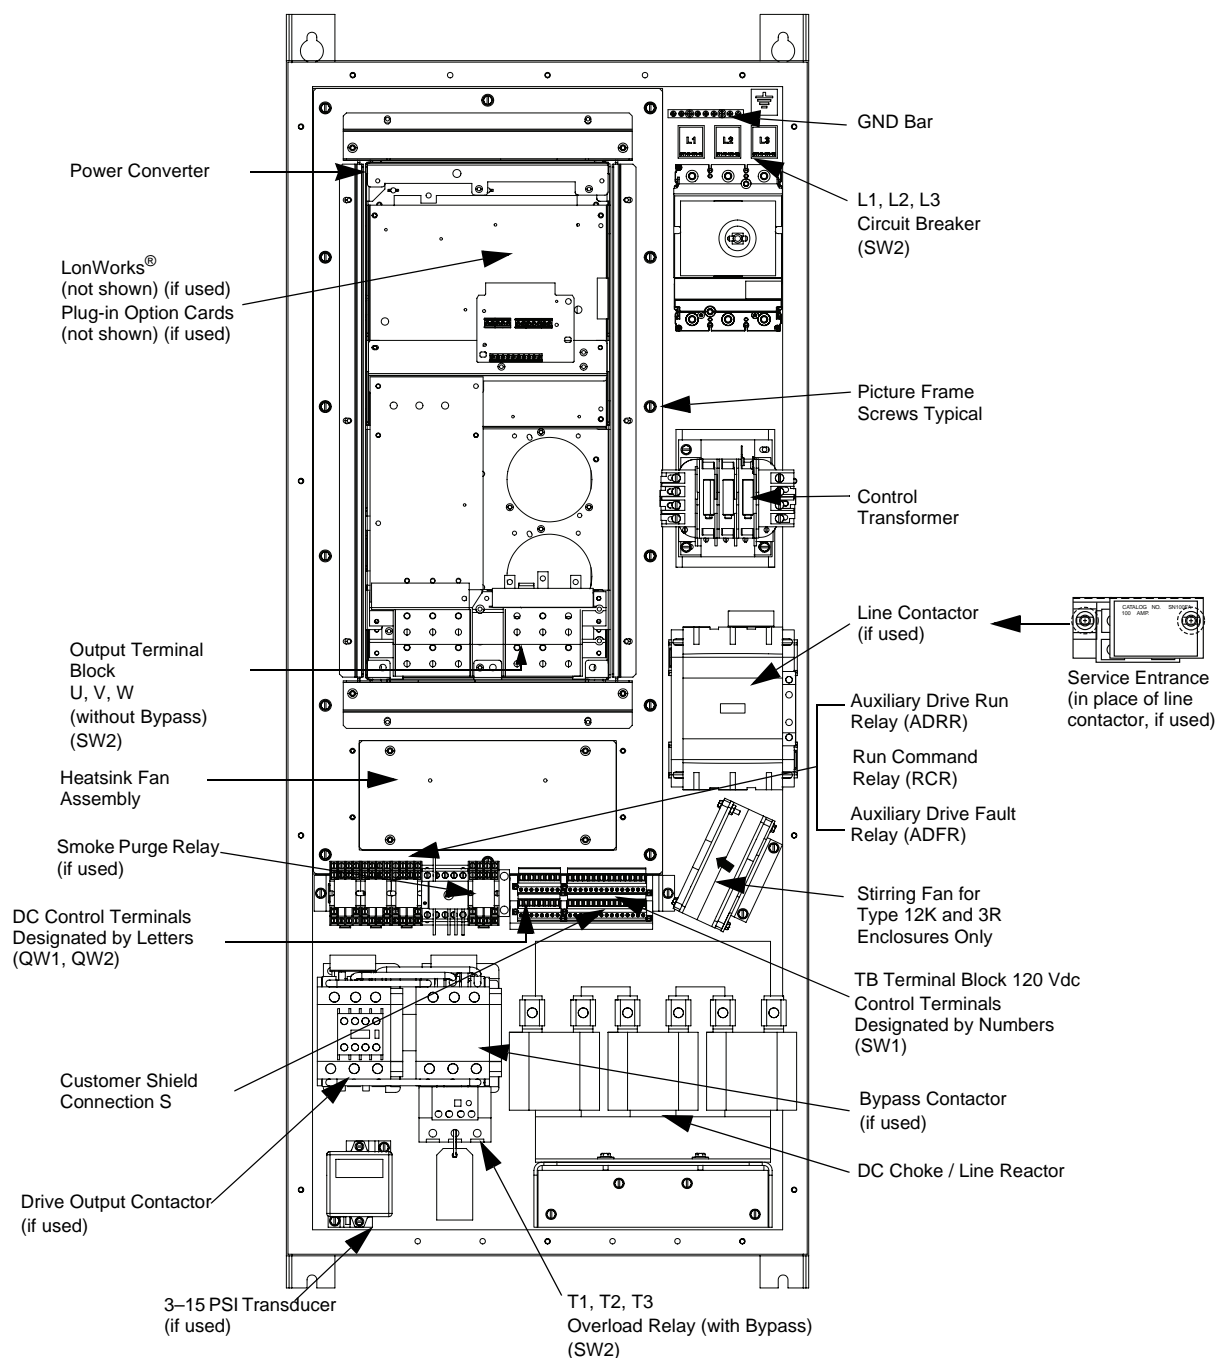 GND Bar
L1
L2
L3
Power Converter
L1, L2, L3
Circuit Breaker
(SW2)
LonWorks®
(not shown) (if used)
Plug-in Option Cards
(not shown) (if used)
Picture Frame
Screws Typical
Control
Transformer
Line Contactor
(if used)
CATALOG NO. SN100FA
100 AMP.
Service Entrance
(in place of line
contactor, if used)
Output Terminal
Block
U, V, W
(without Bypass)
(SW2)
Auxiliary Drive Run
Relay (ADRR)
Run Command
Relay (RCR)
Auxiliary Drive Fault
Relay (ADFR)
Heatsink Fan
Assembly
Smoke Purge Relay
(if used)
Stirring Fan for
Type 12K and 3R
Enclosures Only
DC Control Terminals
Designated by Letters
(QW1, QW2)
TB Terminal Block 120 Vdc
Control Terminals
Designated by Numbers
(SW1)
Customer Shield
Connection S
Bypass Contactor
(if used)
DC Choke / Line Reactor
Drive Output Contactor
(if used)
3–15 PSI Transducer
(if used)
T1, T2, T3
Overload Relay (with Bypass)
(SW2)